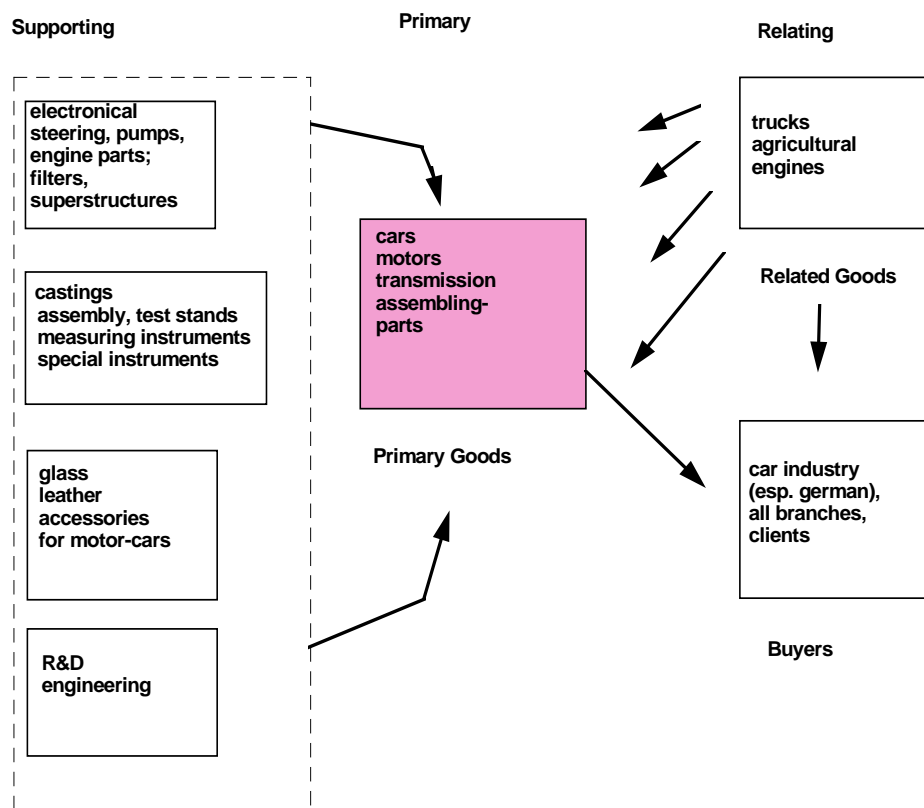 Supporting
Primary
Relating
electronical
steering, pumps,
engine parts;
filters,
superstructures
castings
assembly, test stands
measuring instruments
special instruments
glass
leather
accessories
for motor-cars
R&D
engineering
cars
motors
transmission
assembling-
parts
Primary Goods
trucks
agricultural
engines
Related Goods
car industry
(esp. german),
all branches,
clients
Buyers